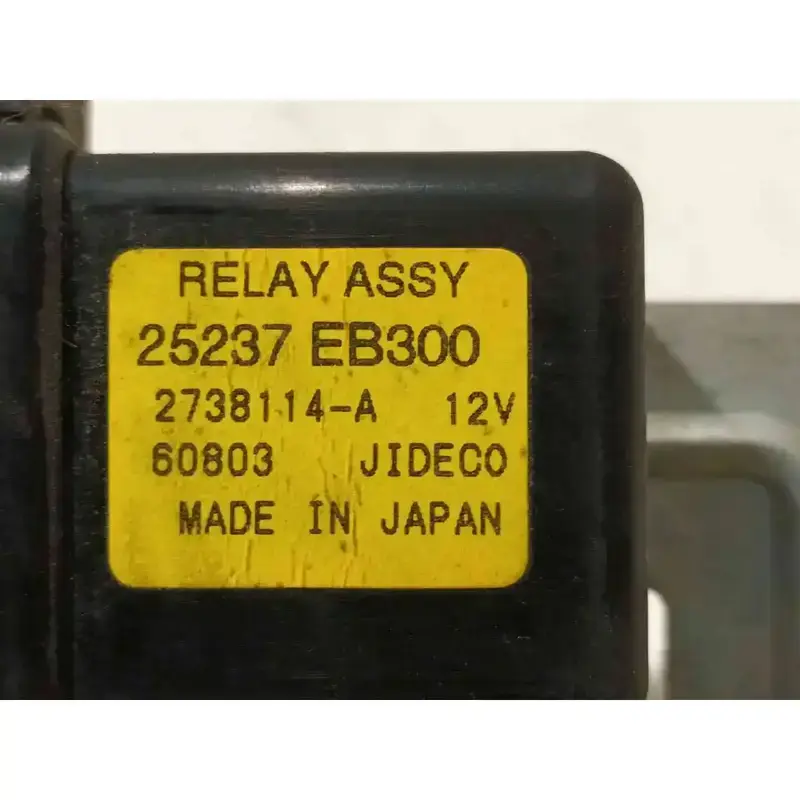 RELAY ASSY
25237 EB300
2738114-A 12V
60803 JIDECO
MADE IN JAPAN